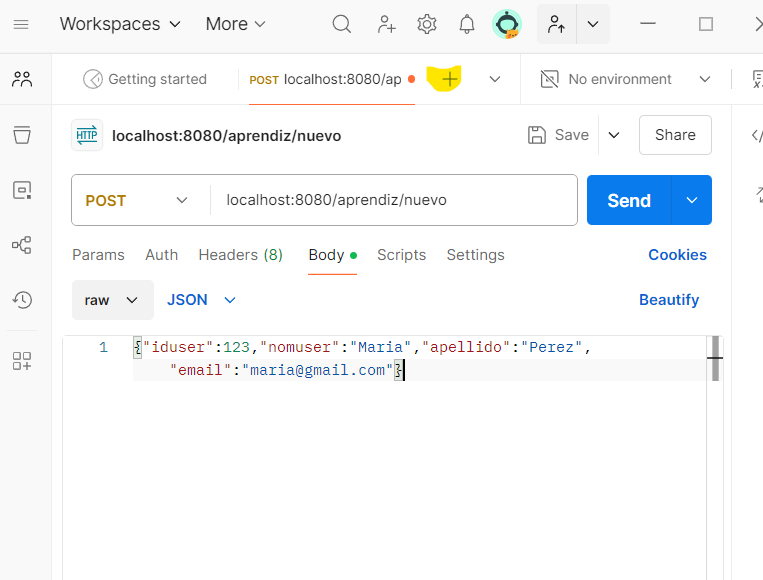 Workspaces More
Getting started POST localhost:8080/ap No environment
HTTP localhost:8080/aprendiz/nuevo Save Share
POST localhost:8080/aprendiz/nuevo Send
Params Auth Headers (8) Body Scripts Settings Cookies
raw JSON Beautify
1 {"iduser":123,"nomuser":"Maria","apellido":"Perez",
"email":"maria@gmail.com"}